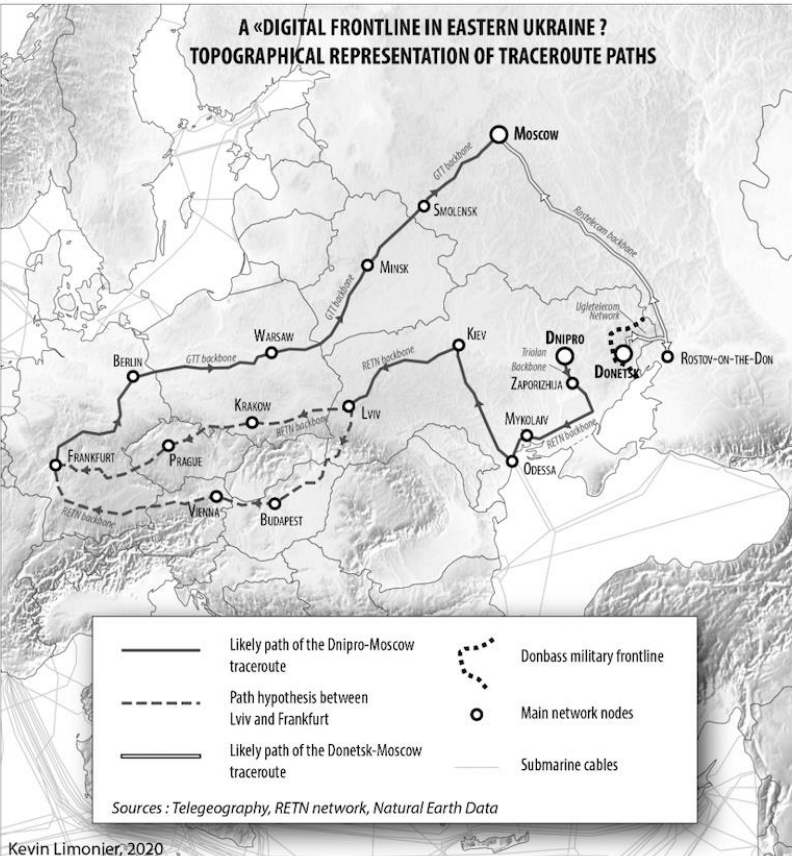 A «DIGITAL FRONTLINE IN EASTERN UKRAINE ?
TOPOGRAPHICAL REPRESENTATION OF TRACEROUTE PATHS
Moscow
GTT backbone
SMOLENSK
Rostelecom backbone
MINSK
GTT backbone
Ugletelecom
Network
WARSAW
KIEV
DNIPRO
BERLIN
GTT backbone
RETN backbone
Triolan
Backbone
DONETSK
ROSTOV-ON-THE-DON
ZAPORIZHIJA
KRAKOW
LVIV
RETN backbone
MYKOLAIV
RETN backbone
FRANKFURT
PRAGUE
ODESSA
VIENNA
BUDAPEST
RETN backbone
Likely path of the Dnipro-Moscow
traceroute
Donbass military frontline
Path hypothesis between
Lviv and Frankfurt
Main network nodes
Likely path of the Donetsk-Moscow
traceroute
Submarine cables
Sources : Telegeography, RETN network, Natural Earth Data
Kevin Limonier, 2020